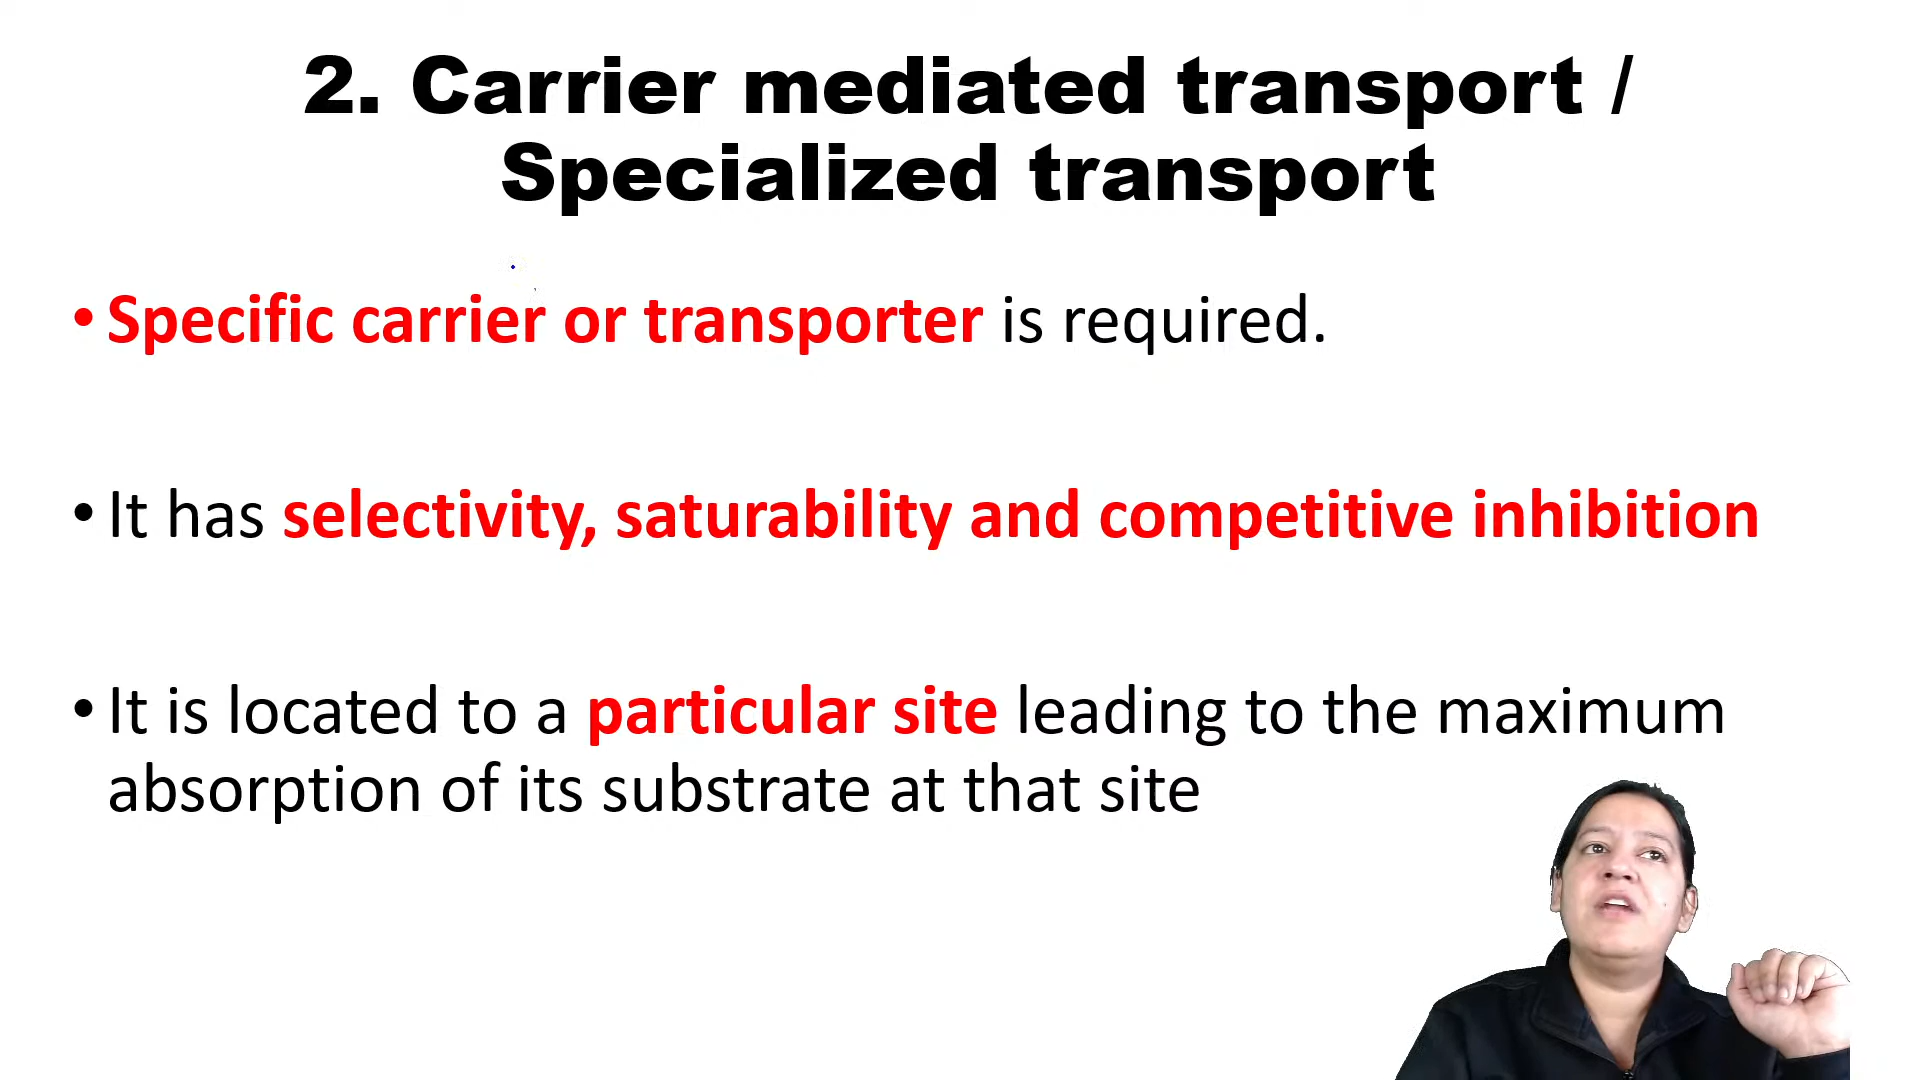 2. Carrier mediated transport /
Specialized transport
• Specific carrier or transporter is required.
• It has selectivity, saturability and competitive inhibition
• It is located to a particular site leading to the maximum
absorption of its substrate at that site